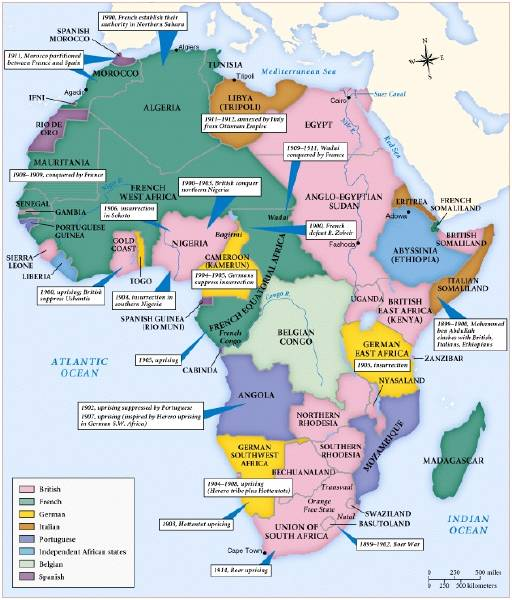 1900, French establish their
authority in Northern Sahara
SPANISH
MOROCCO
1911, Morocco partitioned
between France and Spain
Algiers
TUNISIA
Mediterranean Sea
MOROCCO
Tripoli
Agadir
IFNI
ALGERIA
LIBYA
(TRIPOLI)
Cairo
Suez Canal
1911–1912, annexed by Italy
from Ottoman Empire
EGYPT
Nile R.
Red Sea
RIO DE
ORO
MAURITANIA
1909–1911, Wadai
conquered by France
1908–1909, conquered by France
1900–1903, British conquer
northern Nigeria
Niger R.
FRENCH
WEST AFRICA
ANGLO-EGYPTIAN
SUDAN
ERITREA
FRENCH
SOMALILAND
SENEGAL
GAMBIA
1906, insurrection
in Sokoto
Wadai
Adowa
PORTUGUESE
GUINEA
GOLD
COAST
NIGERIA
Bagirmi
1900, French
defeat R. Zobeir
Fashoda
ABYSSINIA
(ETHIOPIA)
BRITISH
SOMALILAND
SIERRA
LEONE
LIBERIA
TOGO
CAMEROON
(KAMERUN)
1904–1905, Germans
suppress insurrection
1900, uprising; British
suppress Ashantis
1904, insurrection in
southern Nigeria
FRENCH EQUATORIAL AFRICA
ITALIAN
SOMALILAND
SPANISH GUINEA
(RIO MUNI)
Congo R.
UGANDA
BRITISH
EAST AFRICA
(KENYA)
French
Congo
BELGIAN
CONGO
1899–1900, Mohammed
ben Abdullah
clashes with British,
Italians, Ethiopians
1905, uprising
GERMAN
EAST AFRICA
ZANZIBAR
1905, insurrection
ATLANTIC
OCEAN
CABINDA
NYASALAND
1902, uprising suppressed by Portuguese
1907, uprising (inspired by Herero uprising
in German S.W. Africa)
ANGOLA
NORTHERN
RHODESIA
MOZAMBIQUE
MADAGASCAR
GERMAN
SOUTHWEST
AFRICA
SOUTHERN
RHODESIA
BECHUANALAND
1904–1908, uprising
(Herero tribe plus Hottentots)
Transvaal
Orange
Free State
Natal
SWAZILAND
BASUTOLAND
1903, Hottentot uprising
UNION OF
SOUTH AFRICA
1899–1902, Boer War
INDIAN
OCEAN
Cape Town
1914, Boer uprising
British
French
German
Italian
Portuguese
Independent African states
Belgian
Spanish
N
W
E
S
0 250 500 miles
0 250 500 kilometers